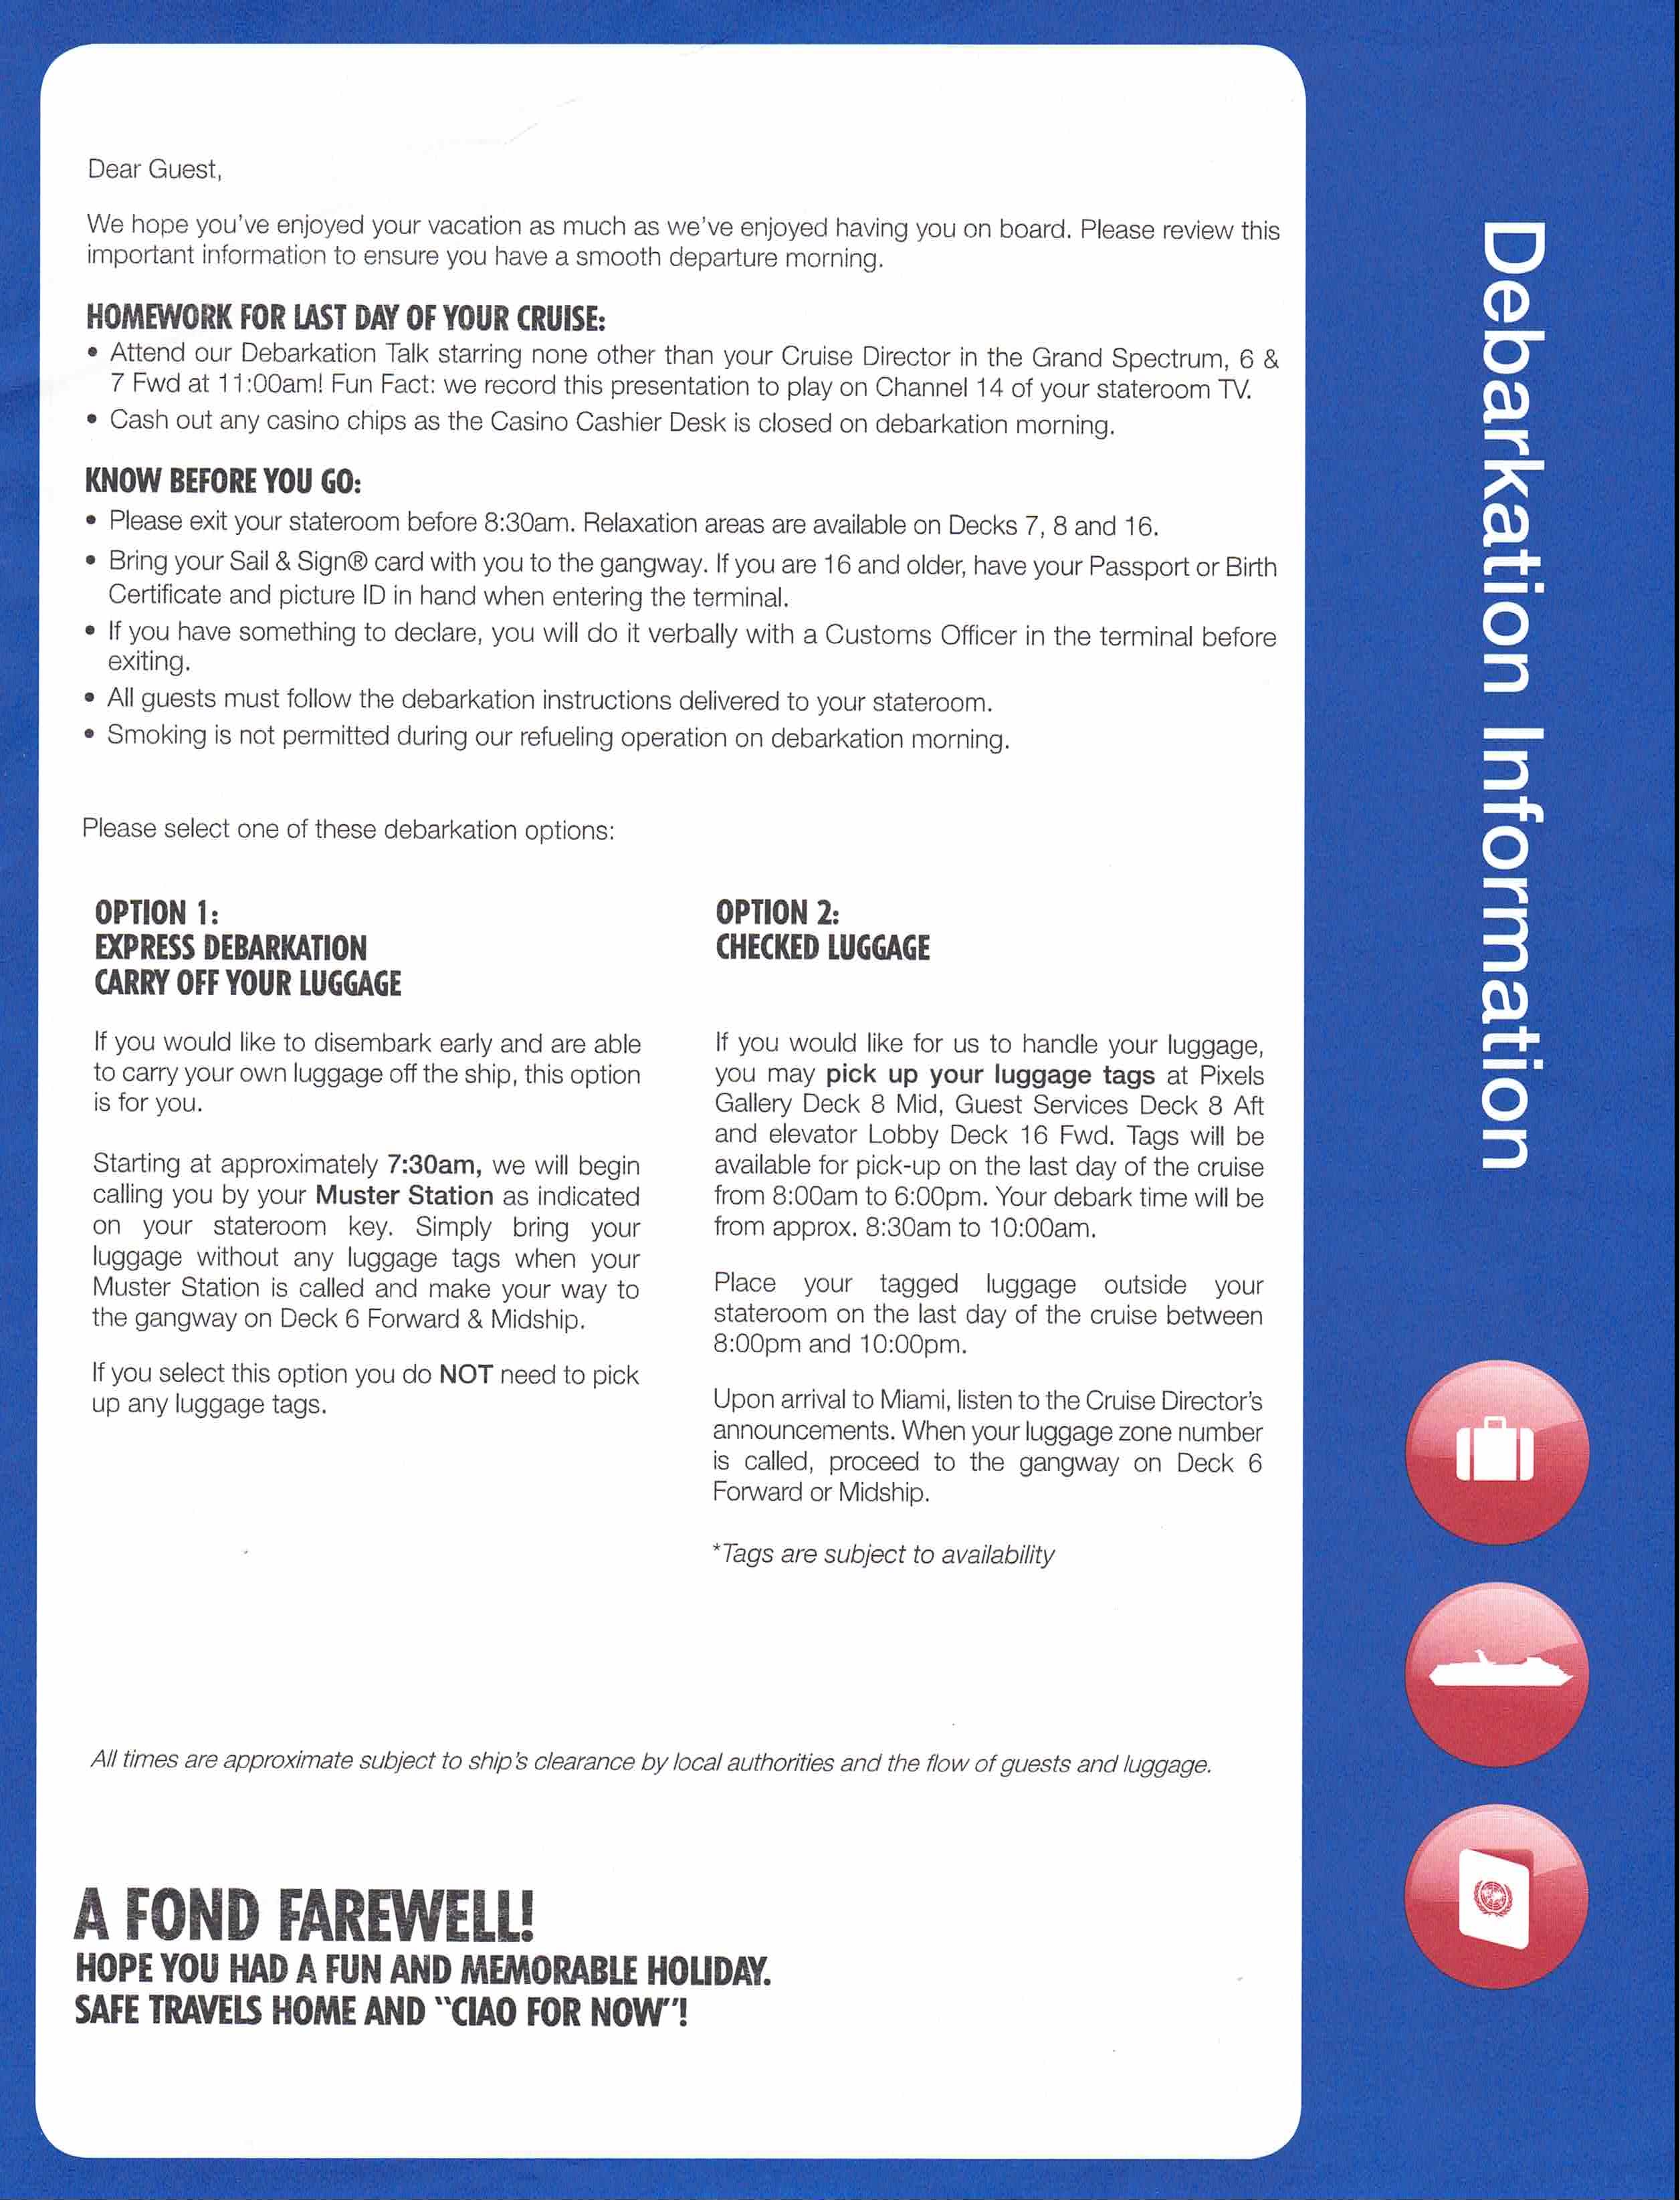 Dear Guest,
We hope you've enjoyed your vacation as much as we've enjoyed having you on board. Please review this
important information to ensure you have a smooth departure morning.
HOMEWORK FOR LAST DAY OF YOUR CRUISE:
• Attend our Debarkation Talk starring none other than your Cruise Director in the Grand Spectrum, 6 &
7 Fwd at 11:00am! Fun Fact: we record this presentation to play on Channel 14 of your stateroom TV.
• Cash out any casino chips as the Casino Cashier Desk is closed on debarkation morning.
KNOW BEFORE YOU GO:
• Please exit your stateroom before 8:30am. Relaxation areas are available on Decks 7, 8 and 16.
• Bring your Sail & Sign® card with you to the gangway. If you are 16 and older, have your Passport or Birth
Certificate and picture ID in hand when entering the terminal.
• If you have something to declare, you will do it verbally with a Customs Officer in the terminal before
exiting.
• All guests must follow the debarkation instructions delivered to your stateroom.
• Smoking is not permitted during our refueling operation on debarkation morning.
Please select one of these debarkation options:
OPTION 1:
EXPRESS DEBARKATION
CARRY OFF YOUR LUGGAGE
If you would like to disembark early and are able
to carry your own luggage off the ship, this option
is for you.
Starting at approximately 7:30am, we will begin
calling you by your Muster Station as indicated
on your stateroom key. Simply bring your
luggage without any luggage tags when your
Muster Station is called and make your way to
the gangway on Deck 6 Forward & Midship.
If you select this option you do NOT need to pick
up any luggage tags.
OPTION 2:
CHECKED LUGGAGE
If you would like for us to handle your luggage,
you may pick up your luggage tags at Pixels
Gallery Deck 8 Mid, Guest Services Deck 8 Aft
and elevator Lobby Deck 16 Fwd. Tags will be
available for pick-up on the last day of the cruise
from 8:00am to 6:00pm. Your debark time will be
from approx. 8:30am to 10:00am.
Place your tagged luggage outside your
stateroom on the last day of the cruise between
8:00pm and 10:00pm.
Upon arrival to Miami, listen to the Cruise Director's
announcements. When your luggage zone number
is called, proceed to the gangway on Deck 6
Forward or Midship.
*Tags are subject to availability
All times are approximate subject to ship's clearance by local authorities and the flow of guests and luggage.
A FOND FAREWELL!
HOPE YOU HAD A FUN AND MEMORABLE HOLIDAY.
SAFE TRAVELS HOME AND "CIAO FOR NOW"!
Debarkation Information